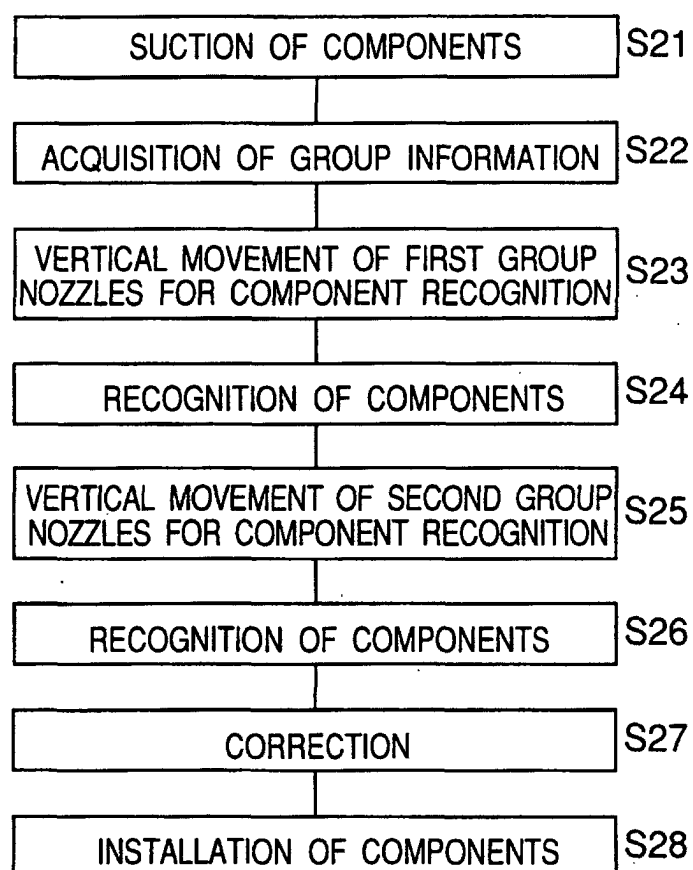 SUCTION OF COMPONENTS S21
ACQUISITION OF GROUP INFORMATION S22
VERTICAL MOVEMENT OF FIRST GROUP
NOZZLES FOR COMPONENT RECOGNITION S23
RECOGNITION OF COMPONENTS S24
VERTICAL MOVEMENT OF SECOND GROUP
NOZZLES FOR COMPONENT RECOGNITION S25
RECOGNITION OF COMPONENTS S26
CORRECTION S27
INSTALLATION OF COMPONENTS S28